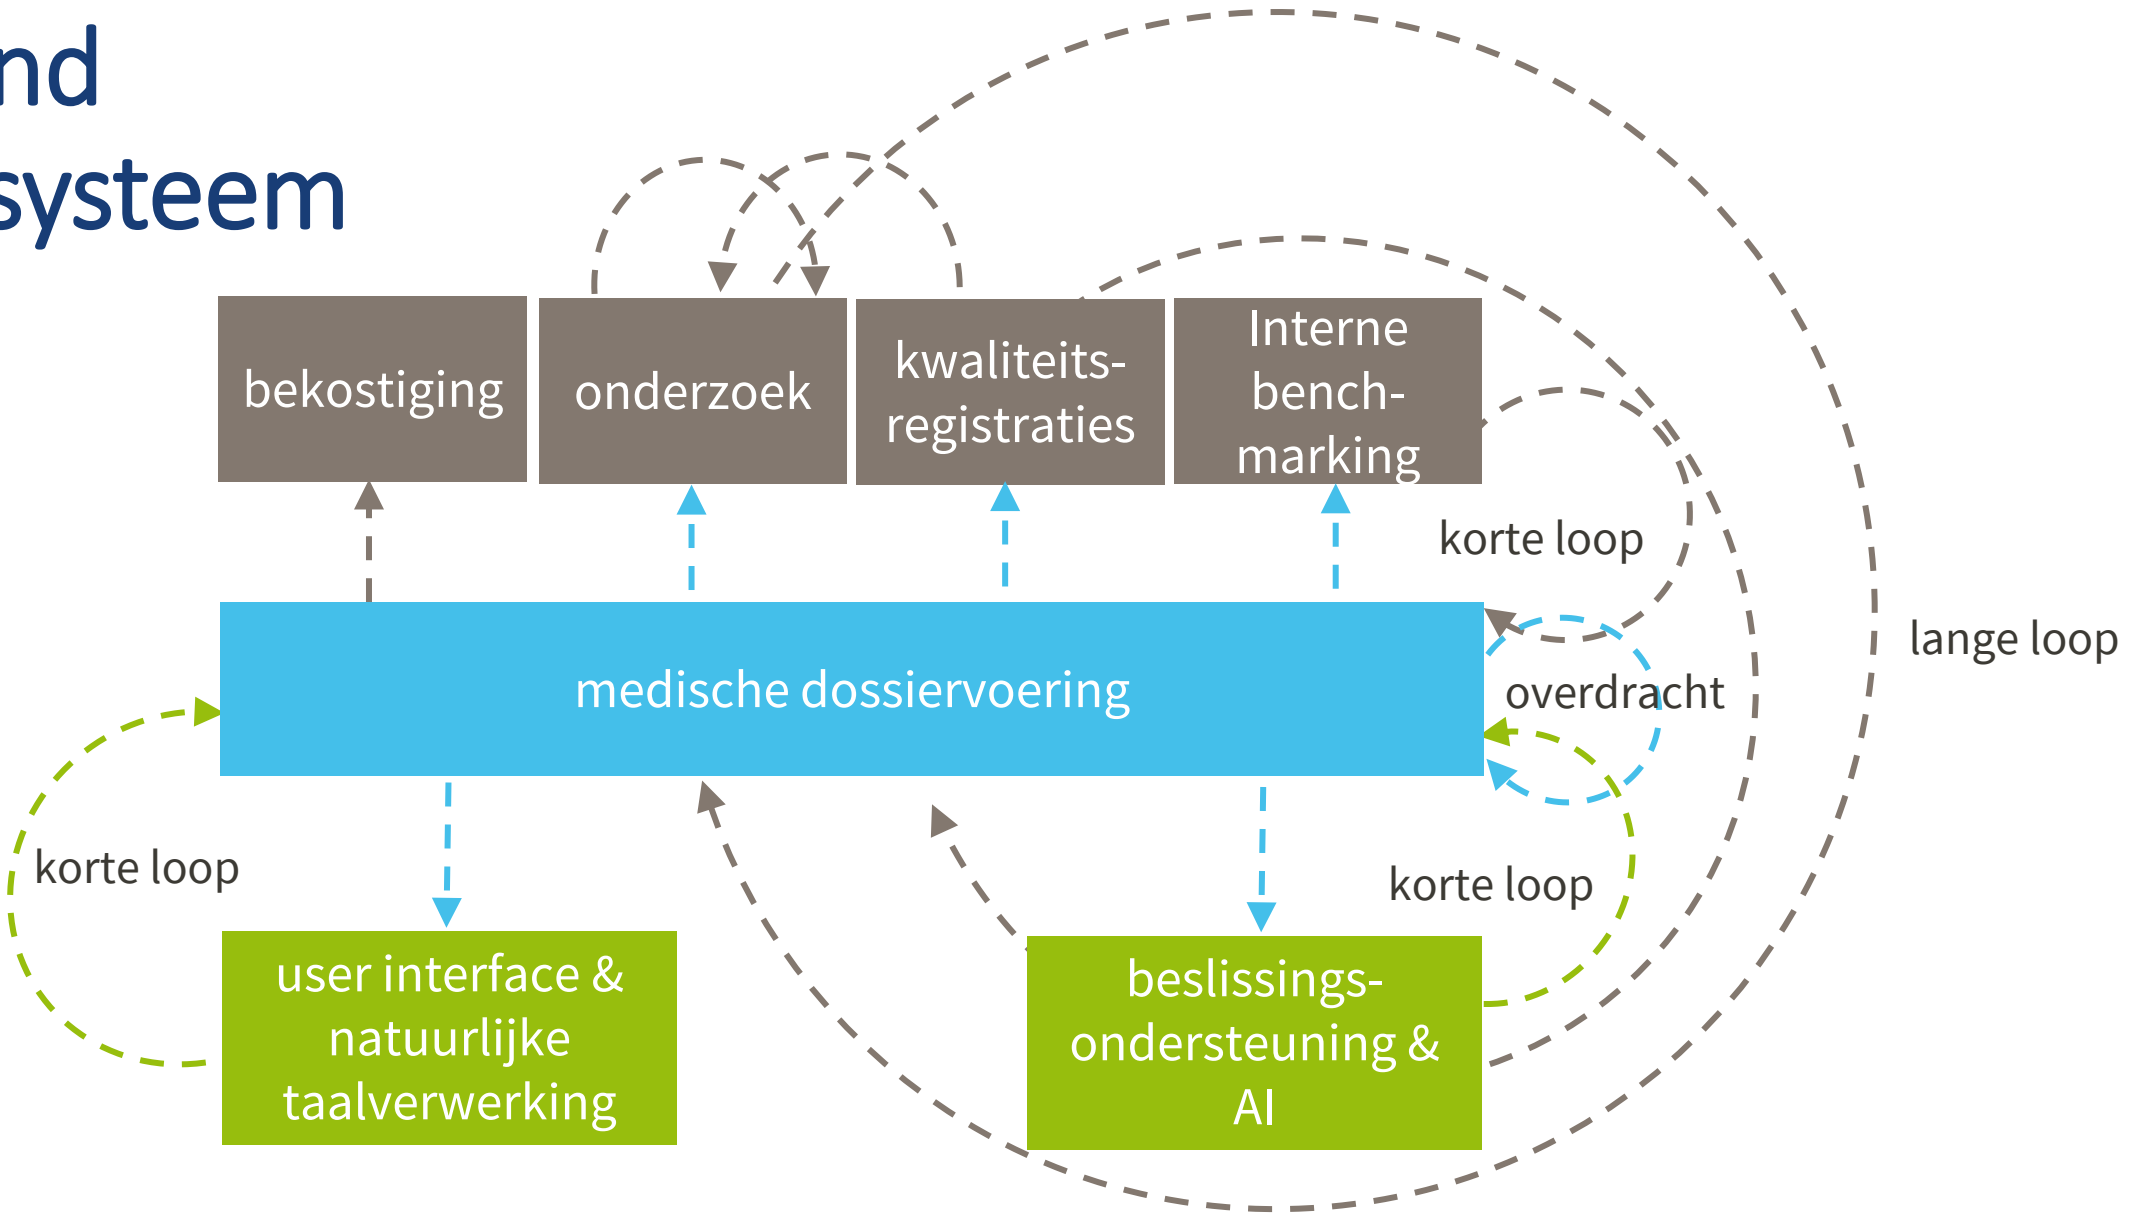 nd
systeem
bekostiging
onderzoek
kwaliteits-
registraties
Interne
bench-
marking
korte loop
lange loop
medische dossiervoering
overdracht
korte loop
korte loop
user interface &
natuurlijke
taalverwerking
beslissings-
ondersteuning &
AI